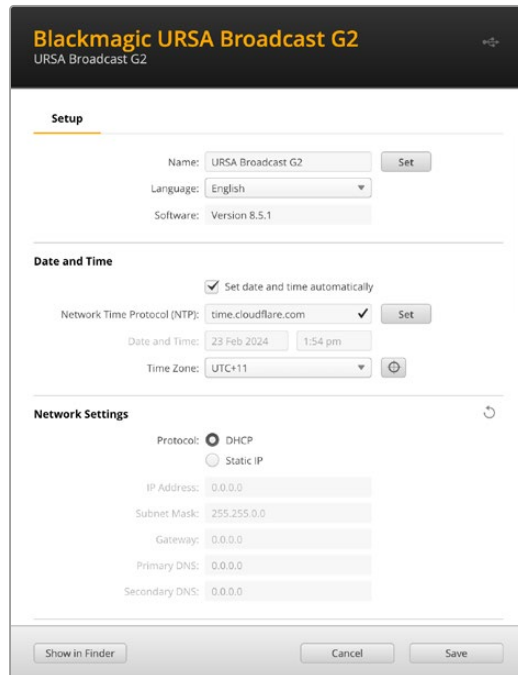 Blackmagic URSA Broadcast G2
URSA Broadcast G2
Setup
Name: URSA Broadcast G2 Set
Language: English
Software: Version 8.5.1
Date and Time
Set date and time automatically
Network Time Protocol (NTP): time.cloudflare.com Set
Date and Time: 23 Feb 2024 1:54 pm
Time Zone: UTC+11
Network Settings
Protocol: DHCP
Static IP
IP Address: 0.0.0.0
Subnet Mask: 255.255.0.0
Gateway: 0.0.0.0
Primary DNS: 0.0.0.0
Secondary DNS: 0.0.0.0
Show in Finder Cancel Save